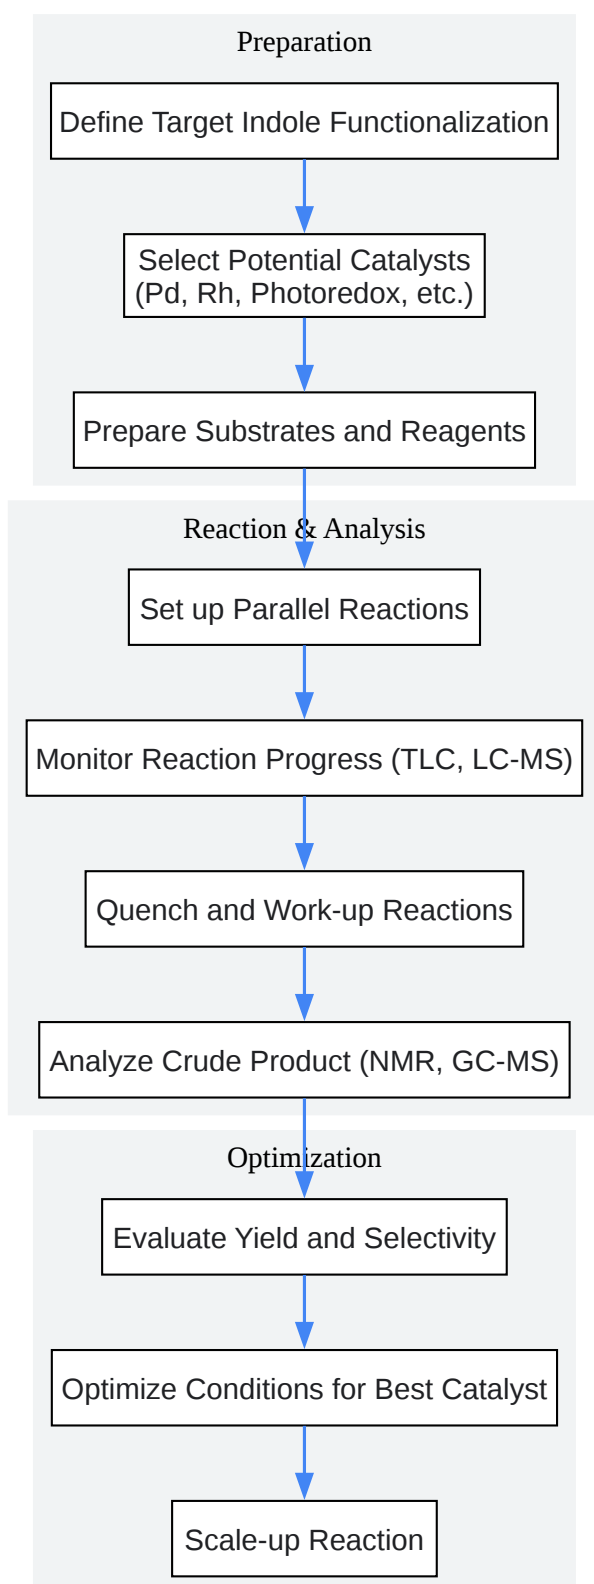 Preparation
Define Target Indole Functionalization
Select Potential Catalysts
(Pd, Rh, Photoredox, etc.)
Prepare Substrates and Reagents
Reaction & Analysis
Set up Parallel Reactions
Monitor Reaction Progress (TLC, LC-MS)
Quench and Work-up Reactions
Analyze Crude Product (NMR, GC-MS)
Optimization
Evaluate Yield and Selectivity
Optimize Conditions for Best Catalyst
Scale-up Reaction